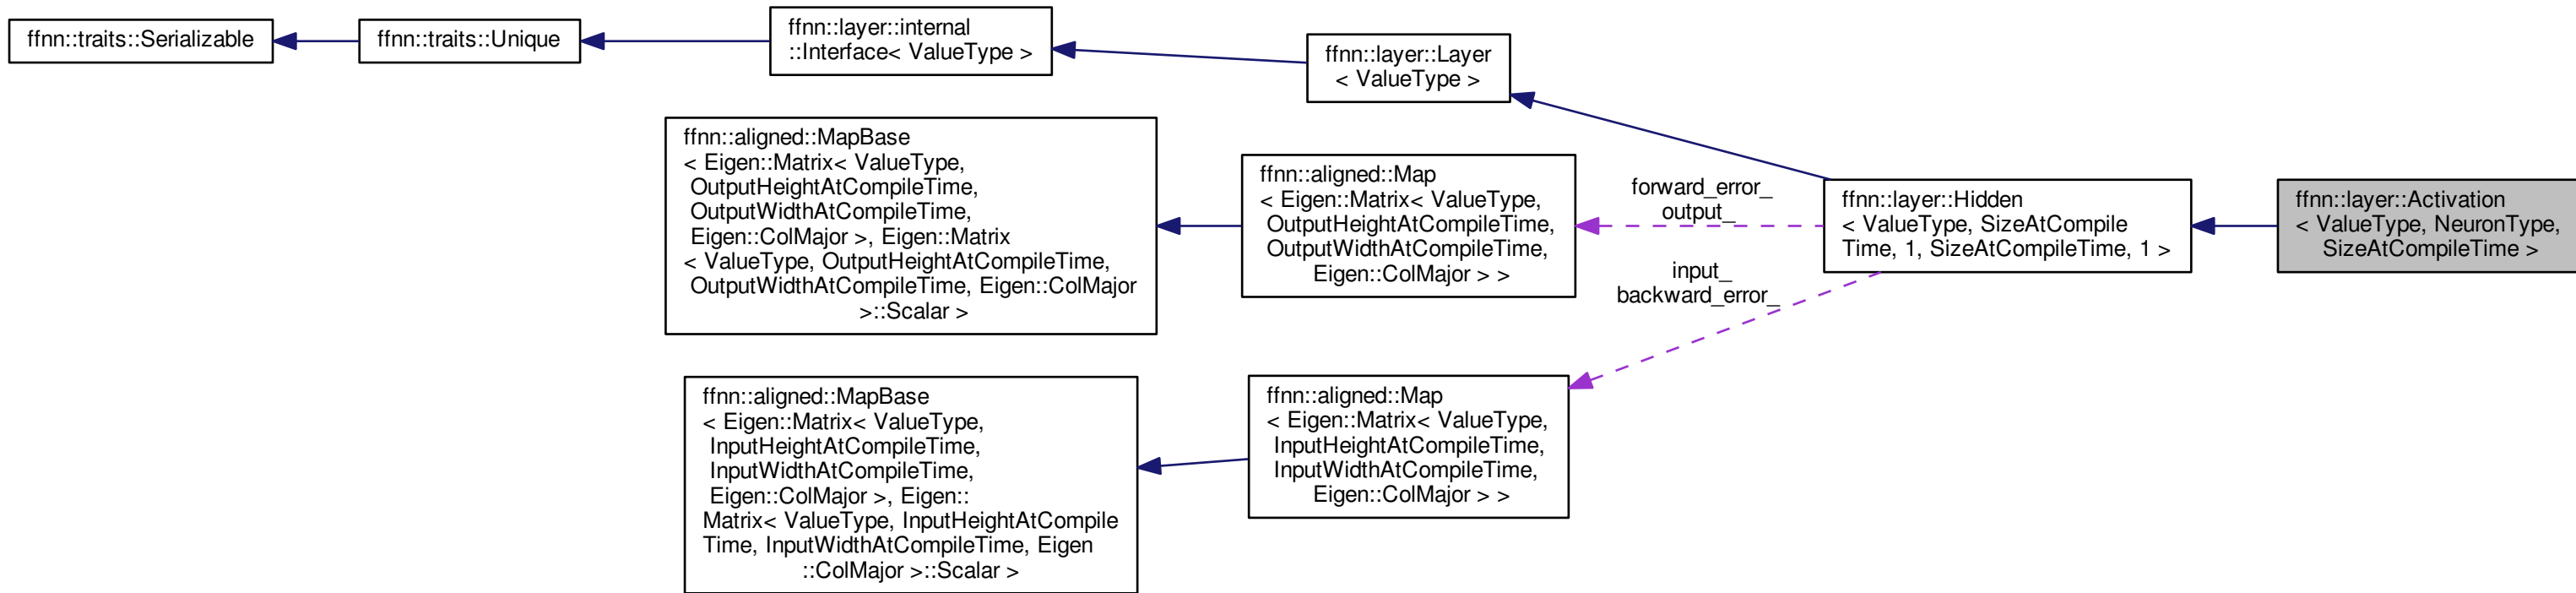 ffnn::traits::Serializable
ffnn::traits::Unique
ffnn::layer::internal
::Interface< ValueType >
ffnn::layer::Layer
< ValueType >
ffnn::aligned::MapBase
< Eigen::Matrix< ValueType,
OutputHeightAtCompileTime,
OutputWidthAtCompileTime,
Eigen::ColMajor >, Eigen::Matrix
< ValueType, OutputHeightAtCompileTime,
OutputWidthAtCompileTime, Eigen::ColMajor
>::Scalar >
ffnn::aligned::Map
< Eigen::Matrix< ValueType,
OutputHeightAtCompileTime,
OutputWidthAtCompileTime,
Eigen::ColMajor > >
forward_error_
output_
ffnn::layer::Hidden
< ValueType, SizeAtCompile
Time, 1, SizeAtCompileTime, 1 >
ffnn::layer::Activation
< ValueType, NeuronType,
SizeAtCompileTime >
input_
backward_error_
ffnn::aligned::MapBase
< Eigen::Matrix< ValueType,
InputHeightAtCompileTime,
InputWidthAtCompileTime,
Eigen::ColMajor >, Eigen::
Matrix< ValueType, InputHeightAtCompile
Time, InputWidthAtCompileTime, Eigen
::ColMajor >::Scalar >
ffnn::aligned::Map
< Eigen::Matrix< ValueType,
InputHeightAtCompileTime,
InputWidthAtCompileTime,
Eigen::ColMajor > >